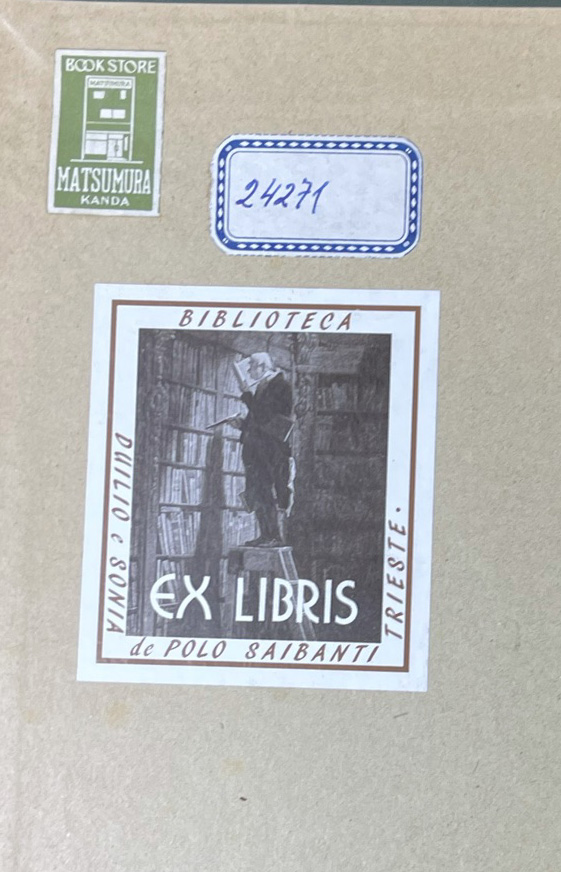 BOOK STORE
MATSUMURA
MATSUMURA
KANDA
24271
BIBLIOTECA
DUILIO e SONIA
EX LIBRIS
TRIESTE.
de POLO SAIBANTI